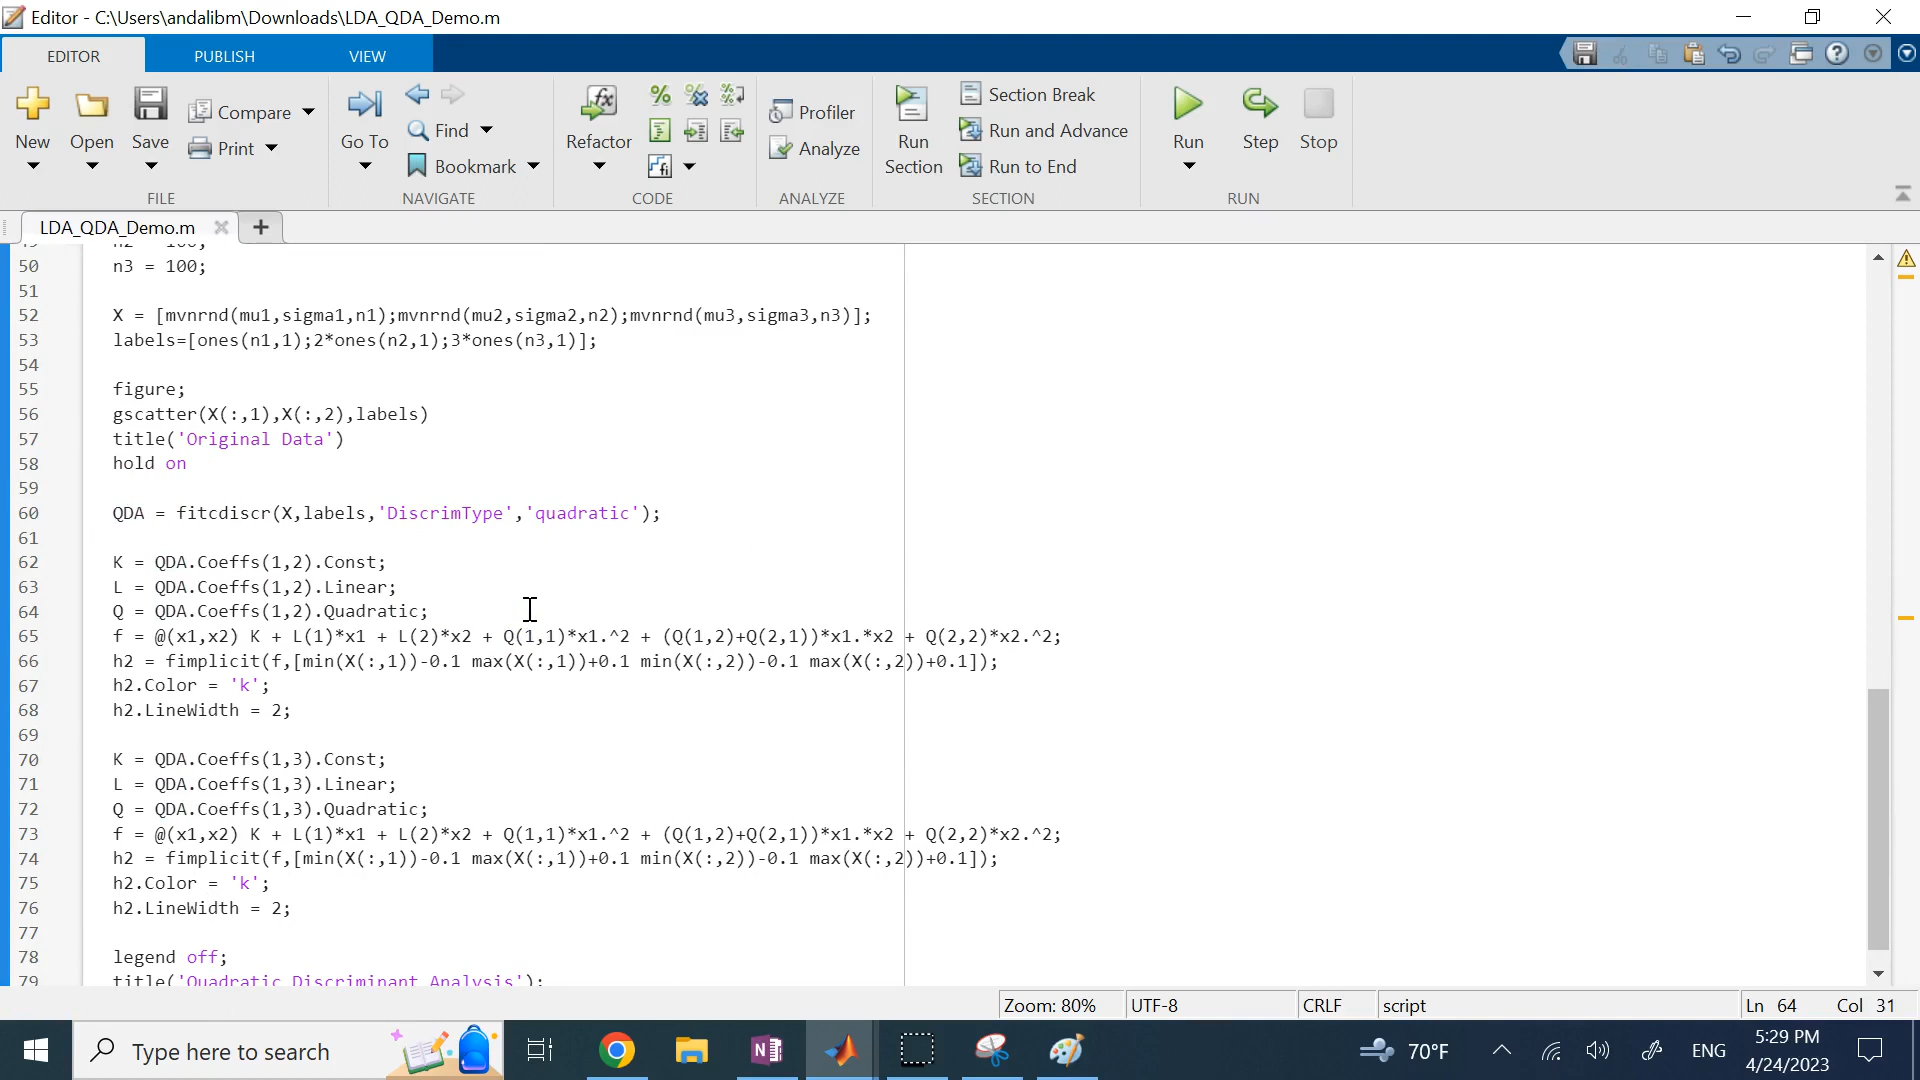 Editor - C:\Users\andalibm\Downloads\LDA_QDA_Demo.m
EDITOR PUBLISH VIEW
New Open Save Compare Print
Go To Find Bookmark
Refactor
Profiler Analyze
Run Section
Section Break
Run and Advance
Run to End
Run Step Stop
FILE NAVIGATE CODE ANALYZE SECTION RUN
LDA_QDA_Demo.m
50 n3 = 100;
51
52 X = [mvnrnd(mu1,sigma1,n1);mvnrnd(mu2,sigma2,n2);mvnrnd(mu3,sigma3,n3)];
53 labels=[ones(n1,1);2*ones(n2,1);3*ones(n3,1)];
54
55 figure;
56 gscatter(X(:,1),X(:,2),labels)
57 title('Original Data')
58 hold on
59
60 QDA = fitcdiscr(X,labels,'DiscrimType','quadratic');
61
62 K = QDA.Coeffs(1,2).Const;
63 L = QDA.Coeffs(1,2).Linear;
64 Q = QDA.Coeffs(1,2).Quadratic;
65 f = @(x1,x2) K + L(1)*x1 + L(2)*x2 + Q(1,1)*x1.^2 + (Q(1,2)+Q(2,1))*x1.*x2 + Q(2,2)*x2.^2;
66 h2 = fimplicit(f,[min(X(:,1))-0.1 max(X(:,1))+0.1 min(X(:,2))-0.1 max(X(:,2))+0.1]);
67 h2.Color = 'k';
68 h2.LineWidth = 2;
69
70 K = QDA.Coeffs(1,3).Const;
71 L = QDA.Coeffs(1,3).Linear;
72 Q = QDA.Coeffs(1,3).Quadratic;
73 f = @(x1,x2) K + L(1)*x1 + L(2)*x2 + Q(1,1)*x1.^2 + (Q(1,2)+Q(2,1))*x1.*x2 + Q(2,2)*x2.^2;
74 h2 = fimplicit(f,[min(X(:,1))-0.1 max(X(:,1))+0.1 min(X(:,2))-0.1 max(X(:,2))+0.1]);
75 h2.Color = 'k';
76 h2.LineWidth = 2;
77
78 legend off;
79 title('Quadratic Discriminant Analysis');
Zoom: 80% UTF-8 CRLF script Ln 64 Col 31
Type here to search
70°F
ENG
5:29 PM
4/24/2023